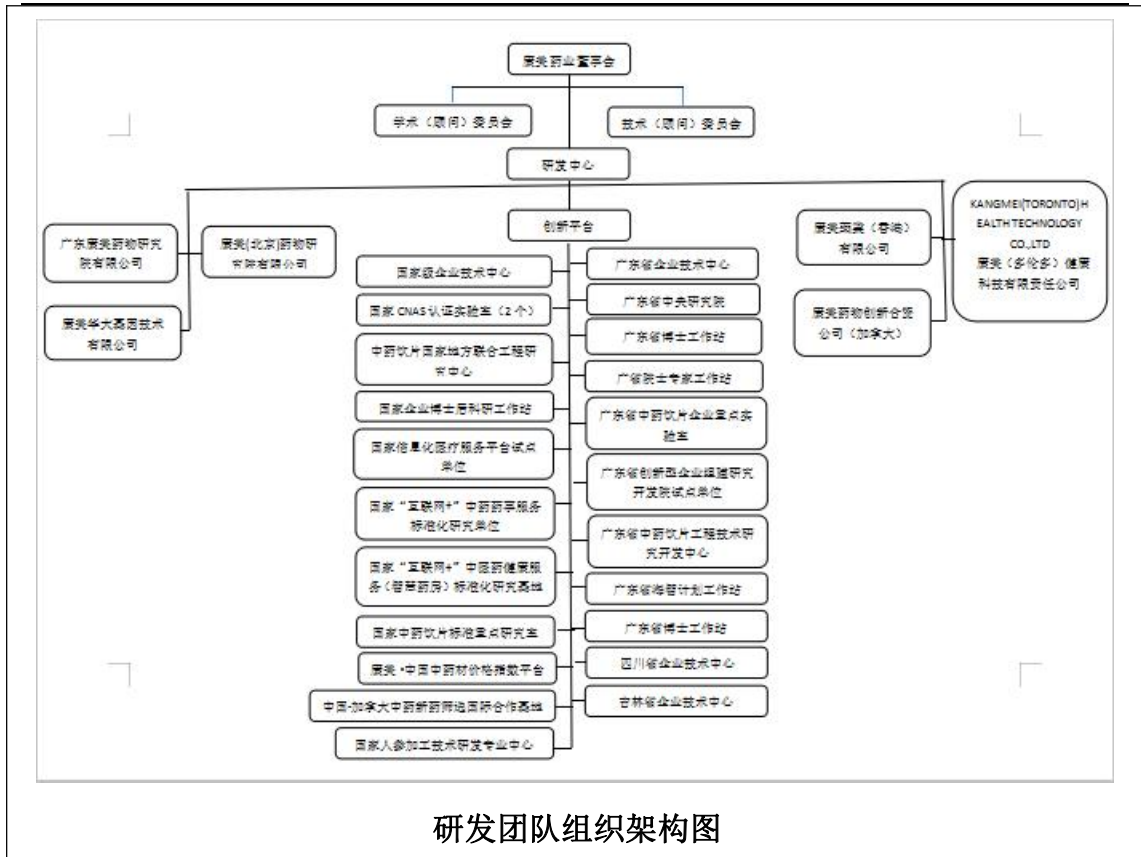 康美药业董事会
学术（顾问）委员会
技术（顾问）委员会
研发中心
创新平台
广东康美药物研究
院有限公司
康美(北京)药物研
究院有限公司
康美华大基因技术
有限公司
康美药业（香港）
有限公司
KANGMEI(TORONTO)H
EALTH TECHNOLOGY
CO.,LTD
康美（多伦多）健康
科技有限责任公司
康美药物创新合资
公司（加拿大）
国家级企业技术中心
国家 CNAS 认证实验室（2 个）
中药饮片国家地方联合工程研
究中心
国家企业博士后科研工作站
国家信息化医疗服务平台试点
单位
国家“互联网+”中药药事服务
标准化研究单位
国家“互联网+”中医药健康服
务（智慧药房）标准化研究基地
国家中药饮片标准重点研究室
康美·中国中药材价格指数平台
中国-加拿大中药新药筛选国际合作基地
国家人参加工技术研发专业中心
广东省企业技术中心
广东省中央研究院
广东省博士工作站
广省院士专家工作站
广东省中药饮片企业重点实
验室
广东省创新型企业组建研究
开发院试点单位
广东省中药饮片工程技术研
究开发中心
广东省海智计划工作站
广东省博士工作站
四川省企业技术中心
吉林省企业技术中心
研发团队组织架构图